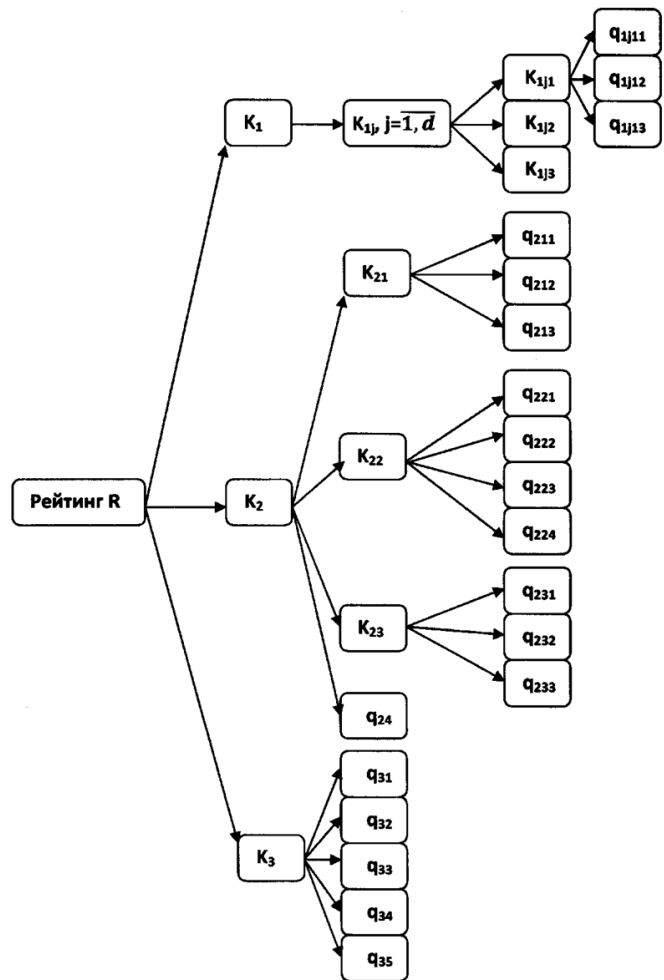 q₁ⱼ₁₁
K₁ⱼ₁
q₁ⱼ₁₂
K₁
K₁ⱼ, j=1̅,̅ ̅d̅
K₁ⱼ₂
q₁ⱼ₁₃
K₁ⱼ₃
q₂₁₁
K₂₁
q₂₁₂
q₂₁₃
q₂₂₁
q₂₂₂
K₂₂
q₂₂₃
Рейтинг R
K₂
q₂₂₄
q₂₃₁
K₂₃
q₂₃₂
q₂₃₃
q₂₄
q₃₁
q₃₂
K₃
q₃₃
q₃₄
q₃₅